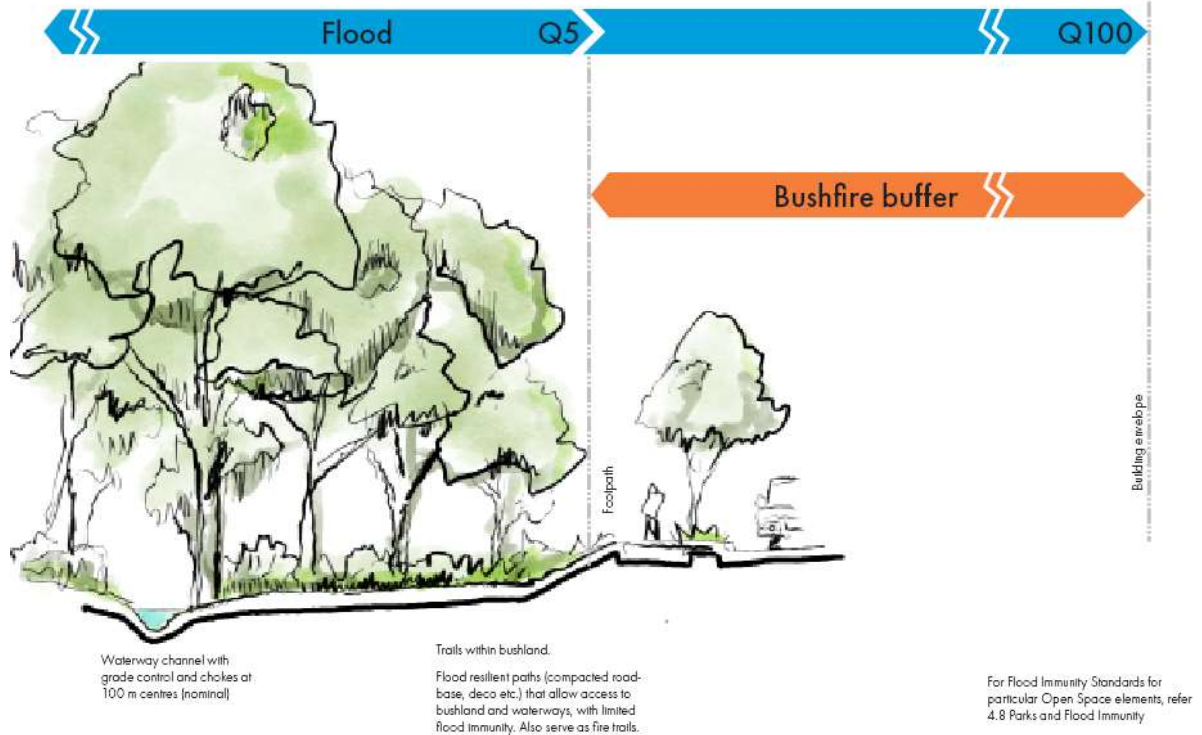 Flood
Q5
Q100
Bushfire buffer
Footpath
Building envelope
Waterway channel with
grade control and chokes at
100 m centres (nominal)
Trails within bushland.
Flood resilient paths (compacted road-
base, deco etc.) that allow access to
bushland and waterways, with limited
flood immunity. Also serve as fire trails.
For Flood Immunity Standards for
particular Open Space elements, refer
4.8 Parks and Flood Immunity